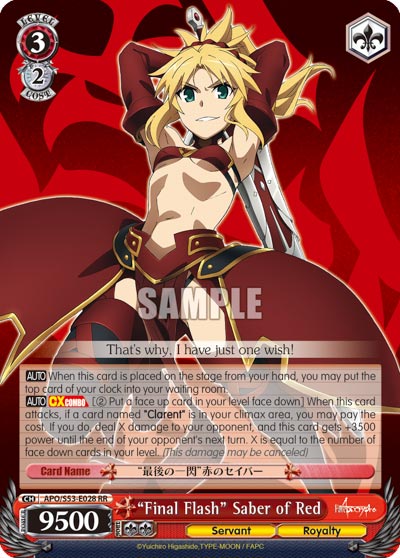 LEVEL
3
2
COST
SAMPLE
That's why, I have just one wish!
AUTO When this card is placed on the stage from your hand, you may put the
top card of your clock into your waiting room.
AUTO CXCOMBO [② Put a face up card in your level face down] When this card
attacks, if a card named "Clarent" is in your climax area, you may pay the
cost. If you do, deal X damage to your opponent, and this card gets +3500
power until the end of your opponent's next turn. X is equal to the number of
face down cards in your level. (This damage may be canceled)
Card Name
“最後の一閃”赤のセイバー
CH APO/S53-E028 RR
POWER
9500
“Final Flash” Saber of Red
Servant
Royalty
©Yuichiro Higashide,TYPE-MOON / FAPC